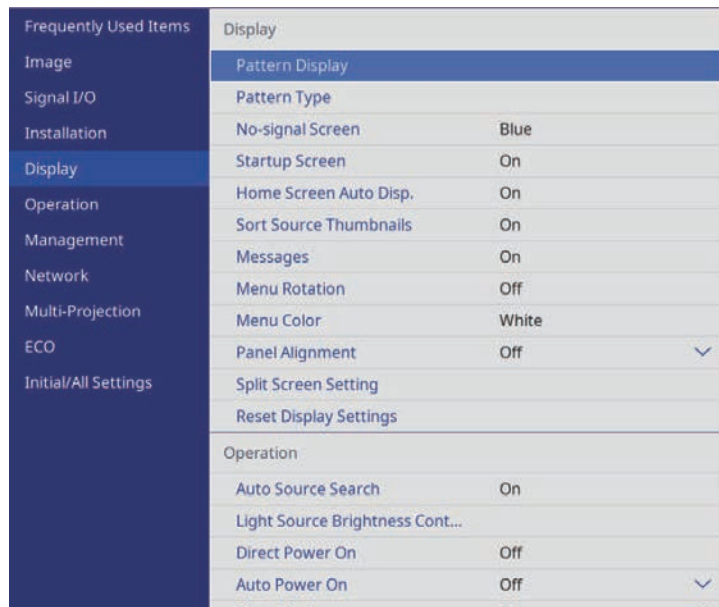 Frequently Used Items
Image
Signal I/O
Installation
Display
Operation
Management
Network
Multi-Projection
ECO
Initial/All Settings
Display
Pattern Display
Pattern Type
No-signal Screen Blue
Startup Screen On
Home Screen Auto Disp. On
Sort Source Thumbnails On
Messages On
Menu Rotation Off
Menu Color White
Panel Alignment Off
Split Screen Setting
Reset Display Settings
Operation
Auto Source Search On
Light Source Brightness Cont...
Direct Power On Off
Auto Power On Off